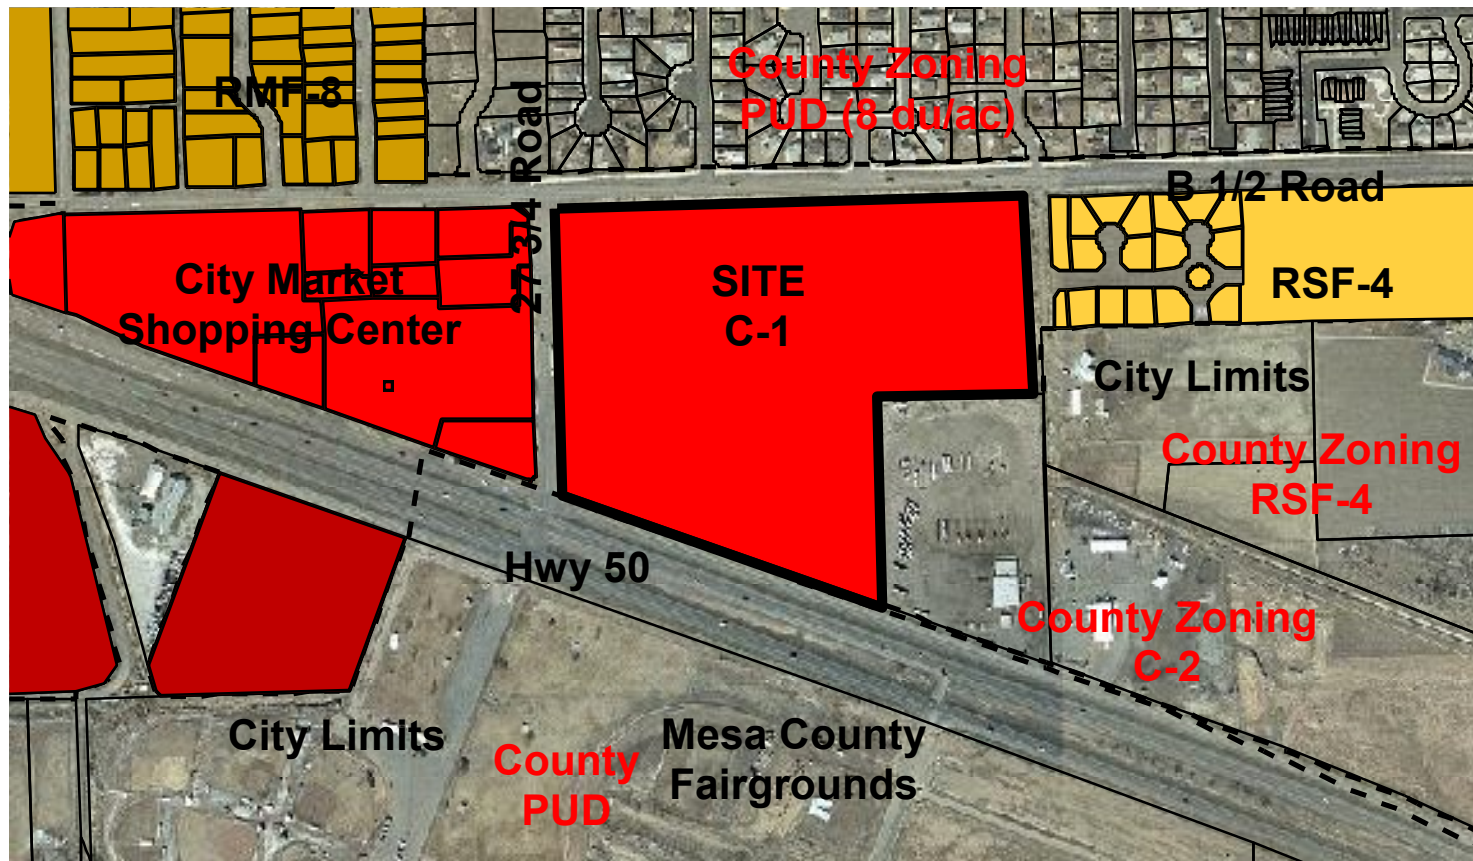 RMF-8
County Zoning
PUD (8 du/ac)
27 3/4 Road
B 1/2 Road
City Market
Shopping Center
SITE
C-1
RSF-4
City Limits
County Zoning
RSF-4
Hwy 50
County Zoning
C-2
City Limits
County
PUD
Mesa County
Fairgrounds